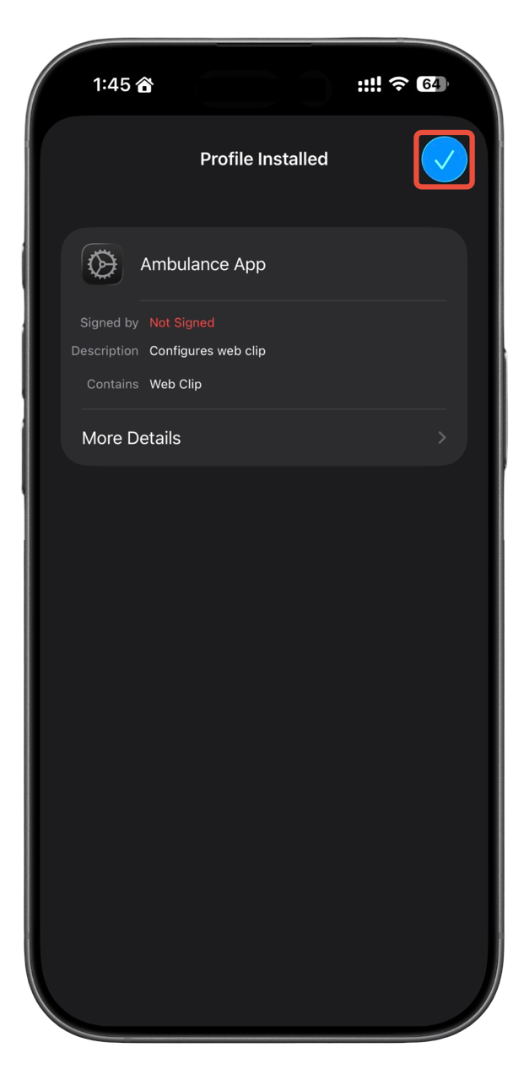 1:45 64
Profile Installed
Ambulance App
Signed by Not Signed
Description Configures web clip
Contains Web Clip
More Details